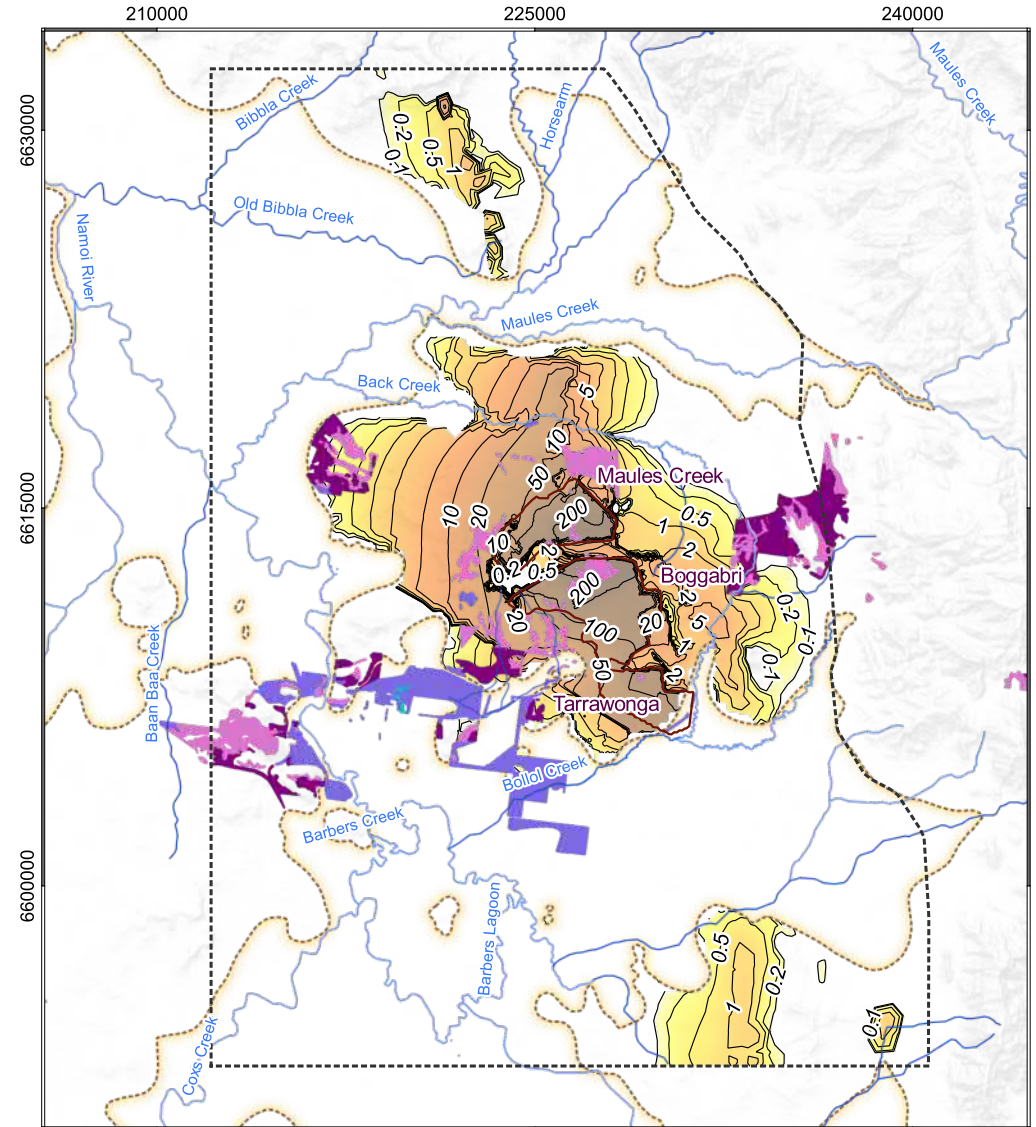 210000
225000
240000
6630000
6615000
6600000
Bibbla Creek
Horsearm
Maules Creek
0.2
0.5
0.1
1
Old Bibbla Creek
Namoi River
Maules Creek
Back Creek
5
10
50
Maules Creek
10
20
200
0.5
1
10
2
2
0.2
0.5
Boggabri
200
2
0.2
20
100
20
5
0.1
1
50
2
0.1
Tarrawonga
Baan Baa Creek
Bollol Creek
Barbers Creek
Barbers Lagoon
0.5
0.2
1
0.1
Coxs Creek